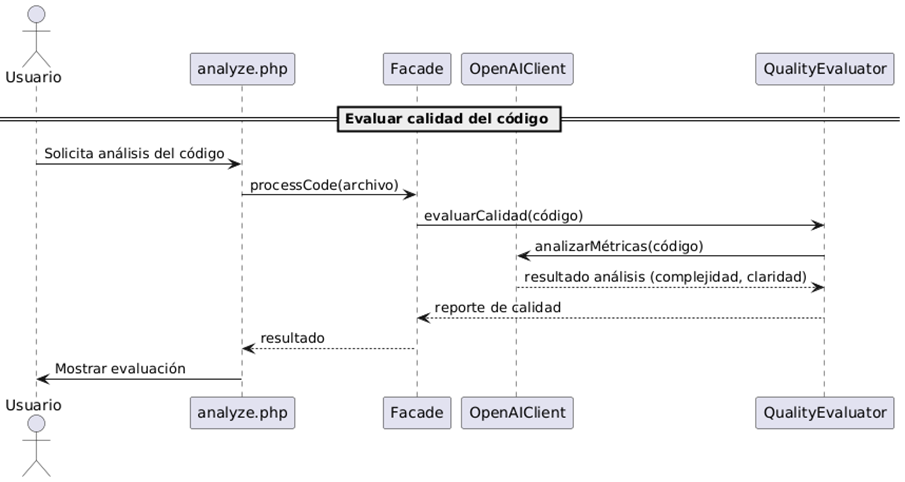 Usuario
analyze.php
Facade
OpenAIClient
QualityEvaluator
Evaluar calidad del código
Solicita análisis del código
processCode(archivo)
evaluarCalidad(código)
analizarMétricas(código)
resultado análisis (complejidad, claridad)
reporte de calidad
resultado
Mostrar evaluación
Usuario
analyze.php
Facade
OpenAIClient
QualityEvaluator